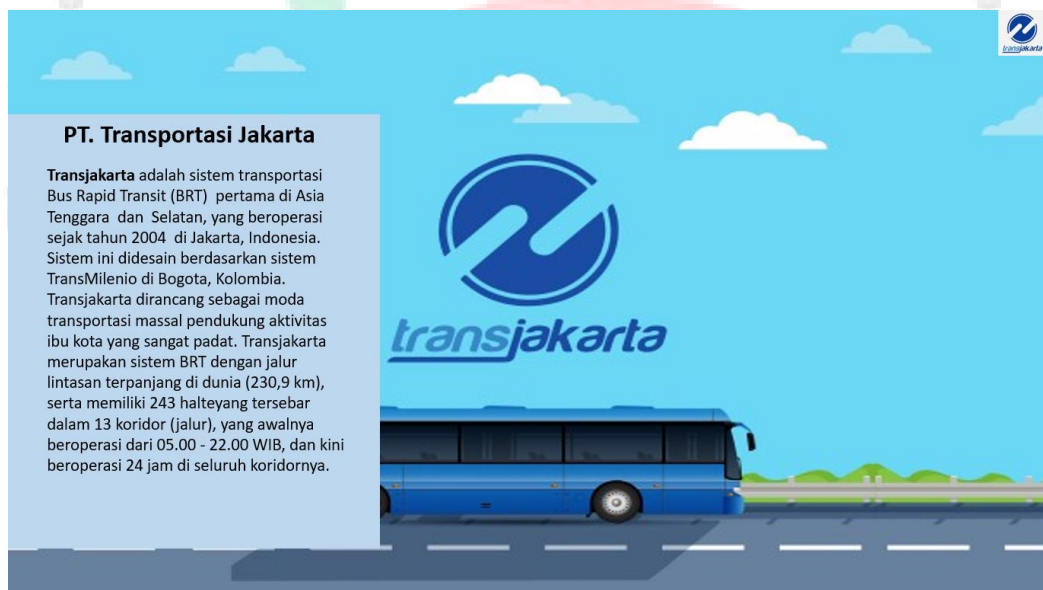 transjakarta
PT. Transportasi Jakarta
Transjakarta adalah sistem transportasi
Bus Rapid Transit (BRT) pertama di Asia
Tenggara dan Selatan, yang beroperasi
sejak tahun 2004 di Jakarta, Indonesia.
Sistem ini didesain berdasarkan sistem
TransMilenio di Bogota, Kolombia.
Transjakarta dirancang sebagai moda
transportasi massal pendukung aktivitas
ibu kota yang sangat padat. Transjakarta
merupakan sistem BRT dengan jalur
lintasan terpanjang di dunia (230,9 km),
serta memiliki 243 halteyang tersebar
dalam 13 koridor (jalur), yang awalnya
beroperasi dari 05.00 - 22.00 WIB, dan kini
beroperasi 24 jam di seluruh koridornya.
transjakarta